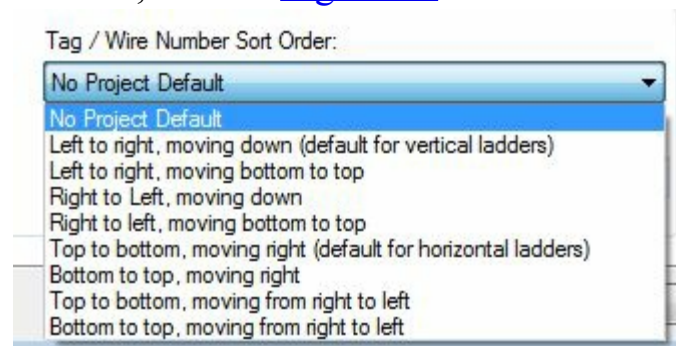 Tag / Wire Number Sort Order:
No Project Default
No Project Default
Left to right, moving down (default for vertical ladders)
Left to right, moving bottom to top
Right to Left, moving down
Right to left, moving bottom to top
Top to bottom, moving right (default for horizontal ladders)
Bottom to top, moving right
Top to bottom, moving from right to left
Bottom to top, moving from right to left